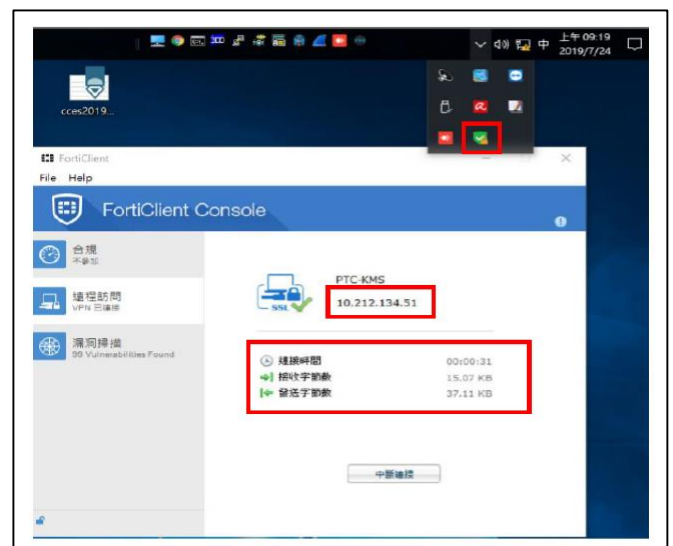 中
上午 09:19
2019/7/24
cces2019...
FortiClient
File Help
FortiClient Console
合規
不參加
遠程訪問
VPN 已連接
漏洞掃描
99 Vulnerabilities Found
SSL
PTC-KMS
10.212.134.51
連接時間 00:00:31
接收字節數 15.07 KB
發送字節數 37.11 KB
中斷連接